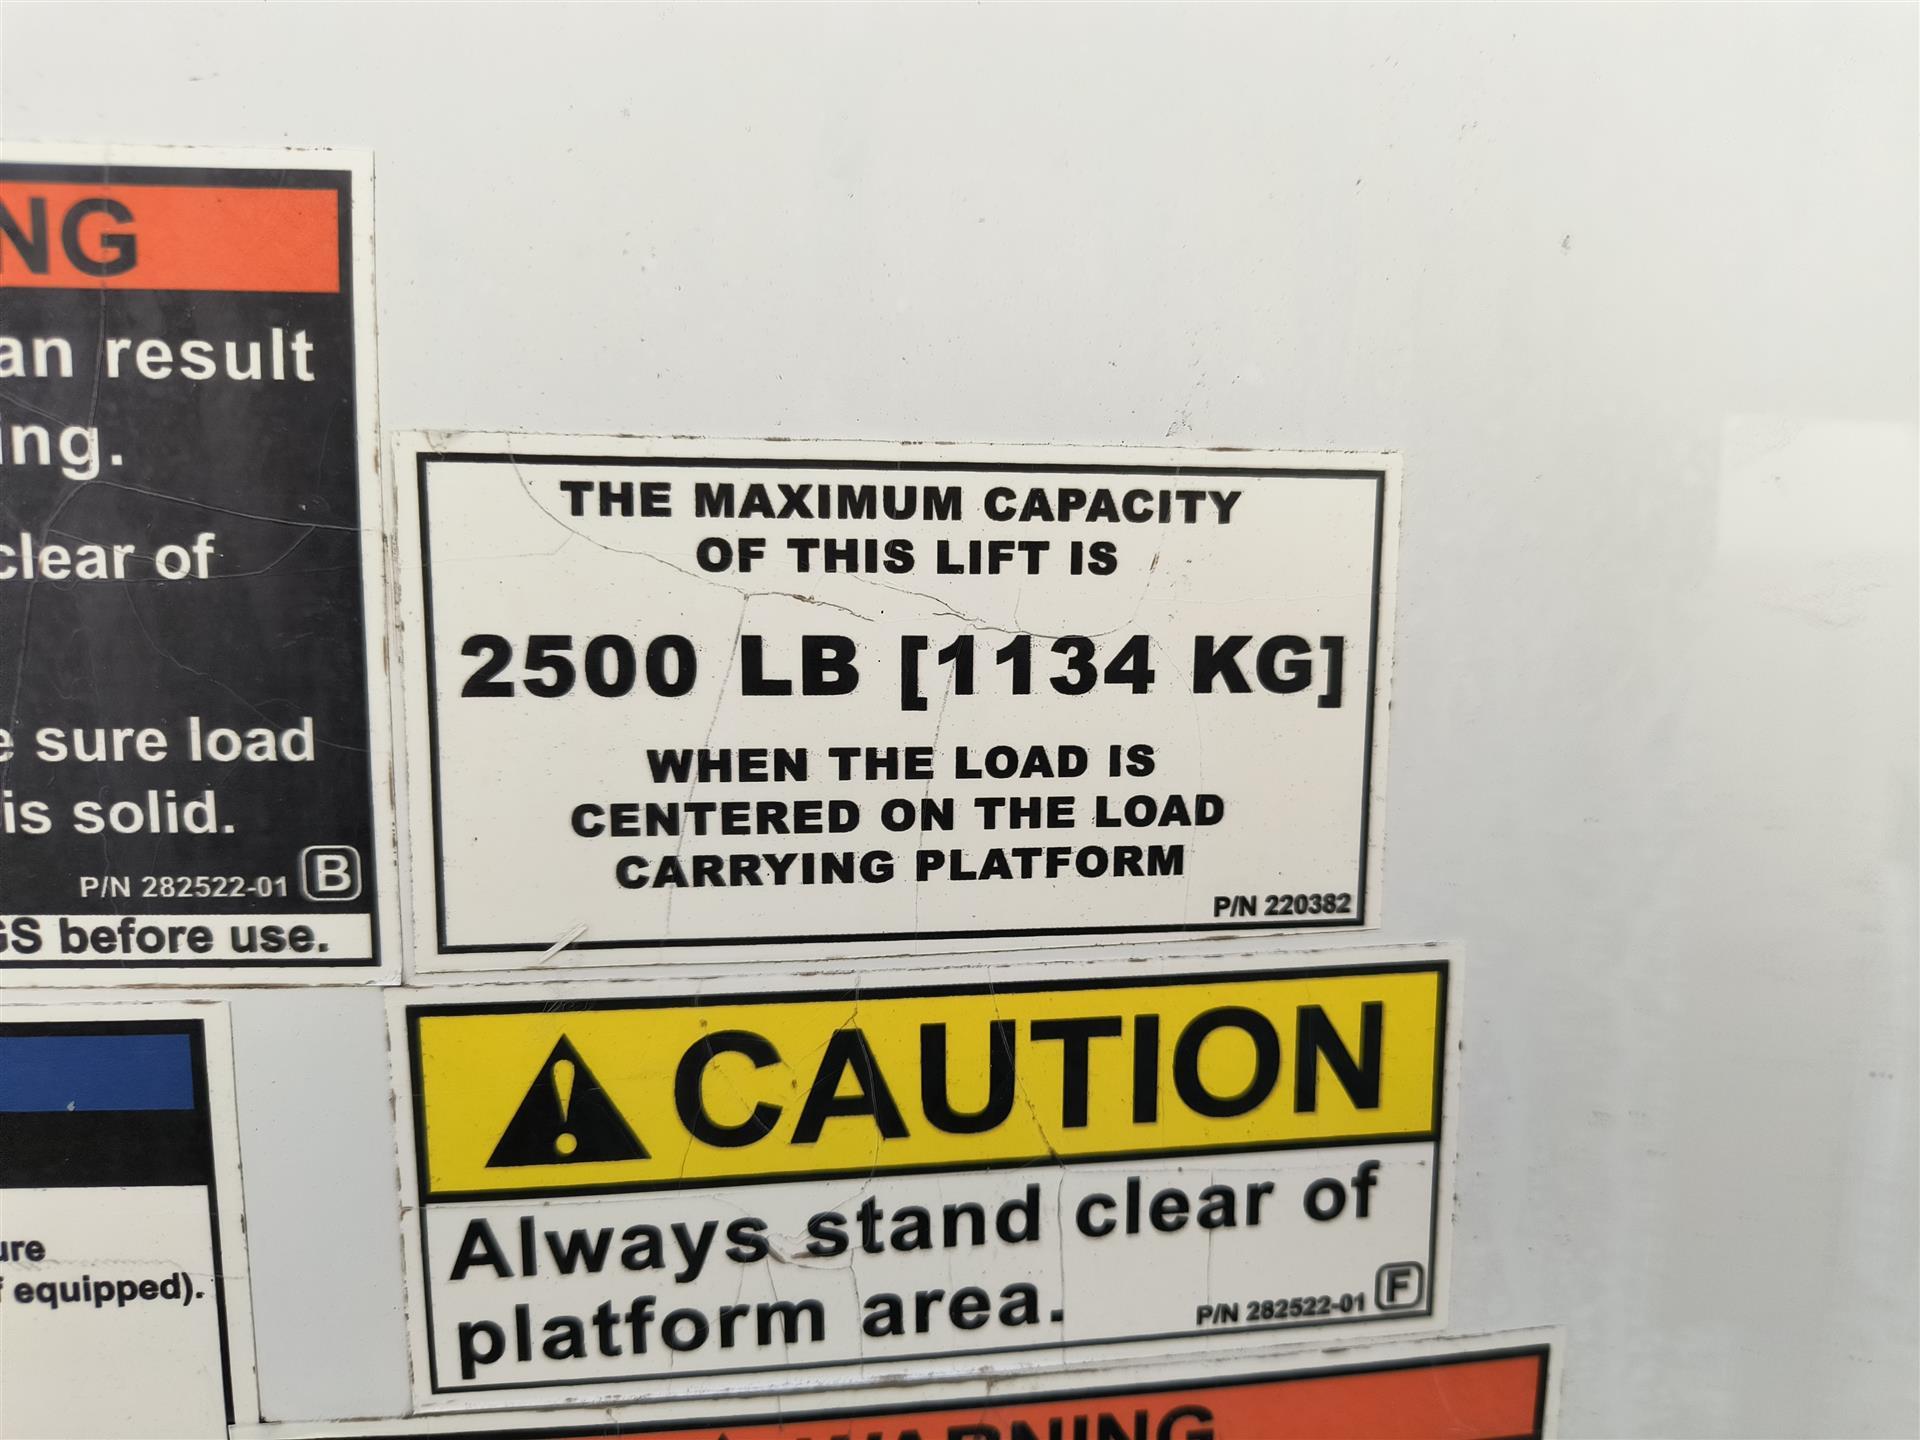 NG
an result
ing.
clear of
sure load
is solid.
P/N 282522-01 B
GS before use.
THE MAXIMUM CAPACITY
OF THIS LIFT IS
2500 LB [1134 KG]
WHEN THE LOAD IS
CENTERED ON THE LOAD
CARRYING PLATFORM
P/N 220382
CAUTION
Always stand clear of
platform area.
P/N 282522-01 F
ure
f equipped).
WARNING